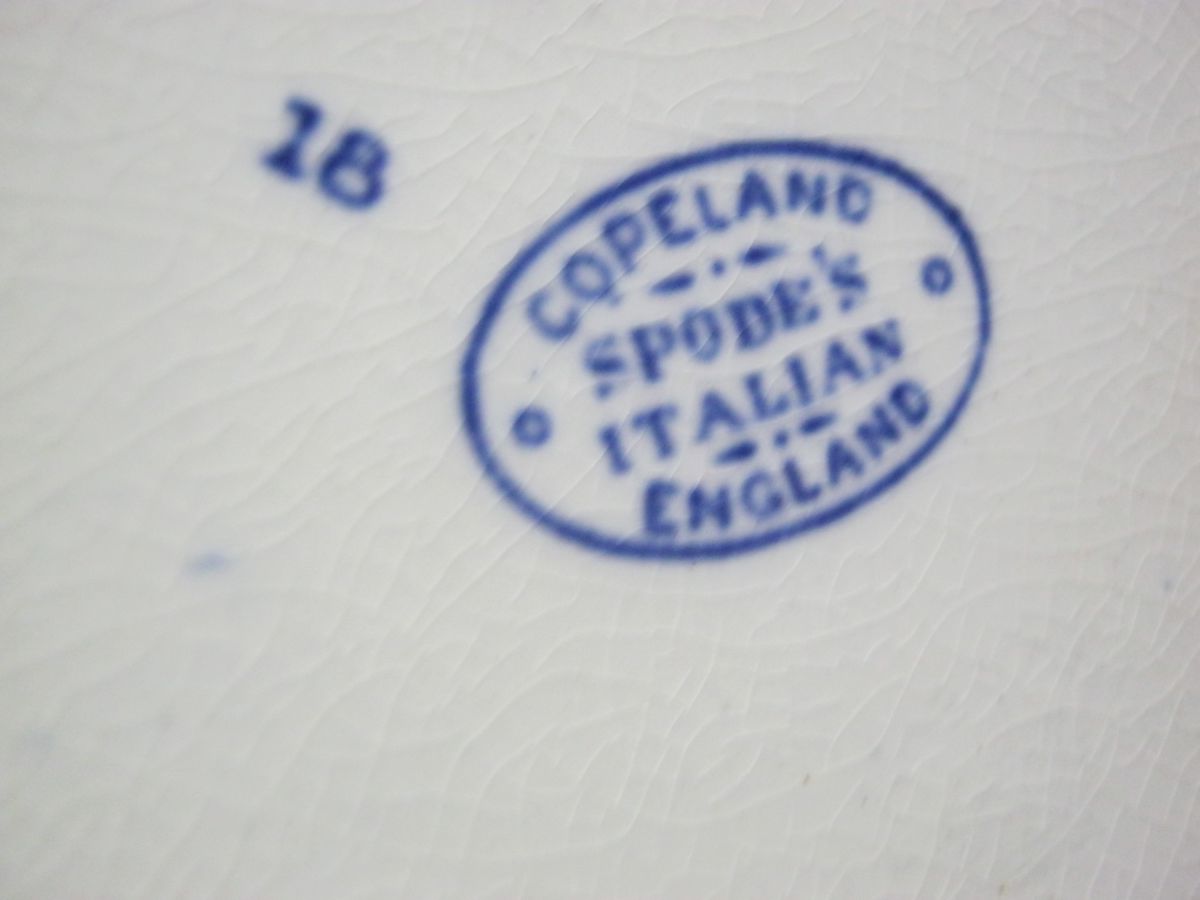 18
COPELAND
SPODE'S
ITALIAN
ENGLAND